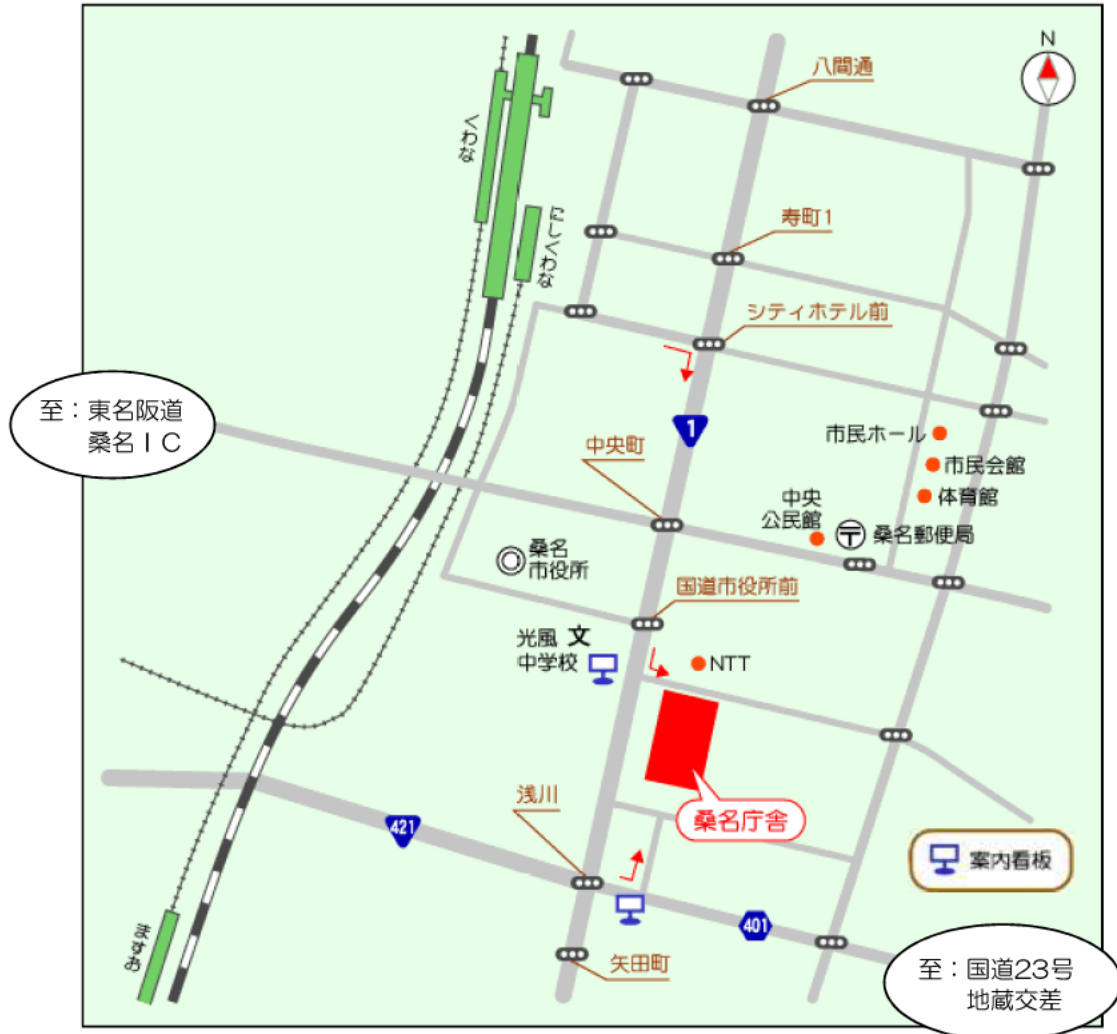 N
八間通
くわな
にしくわな
寿町1
シティホテル前
至：東名阪道
桑名ＩＣ
1
中央町
市民ホール
市民会館
体育館
中央
公民館
桑名郵便局
桑名
市役所
国道市役所前
光風 文
中学校
NTT
浅川
421
桑名庁舎
案内看板
401
ますお
矢田町
至：国道23号
地蔵交差